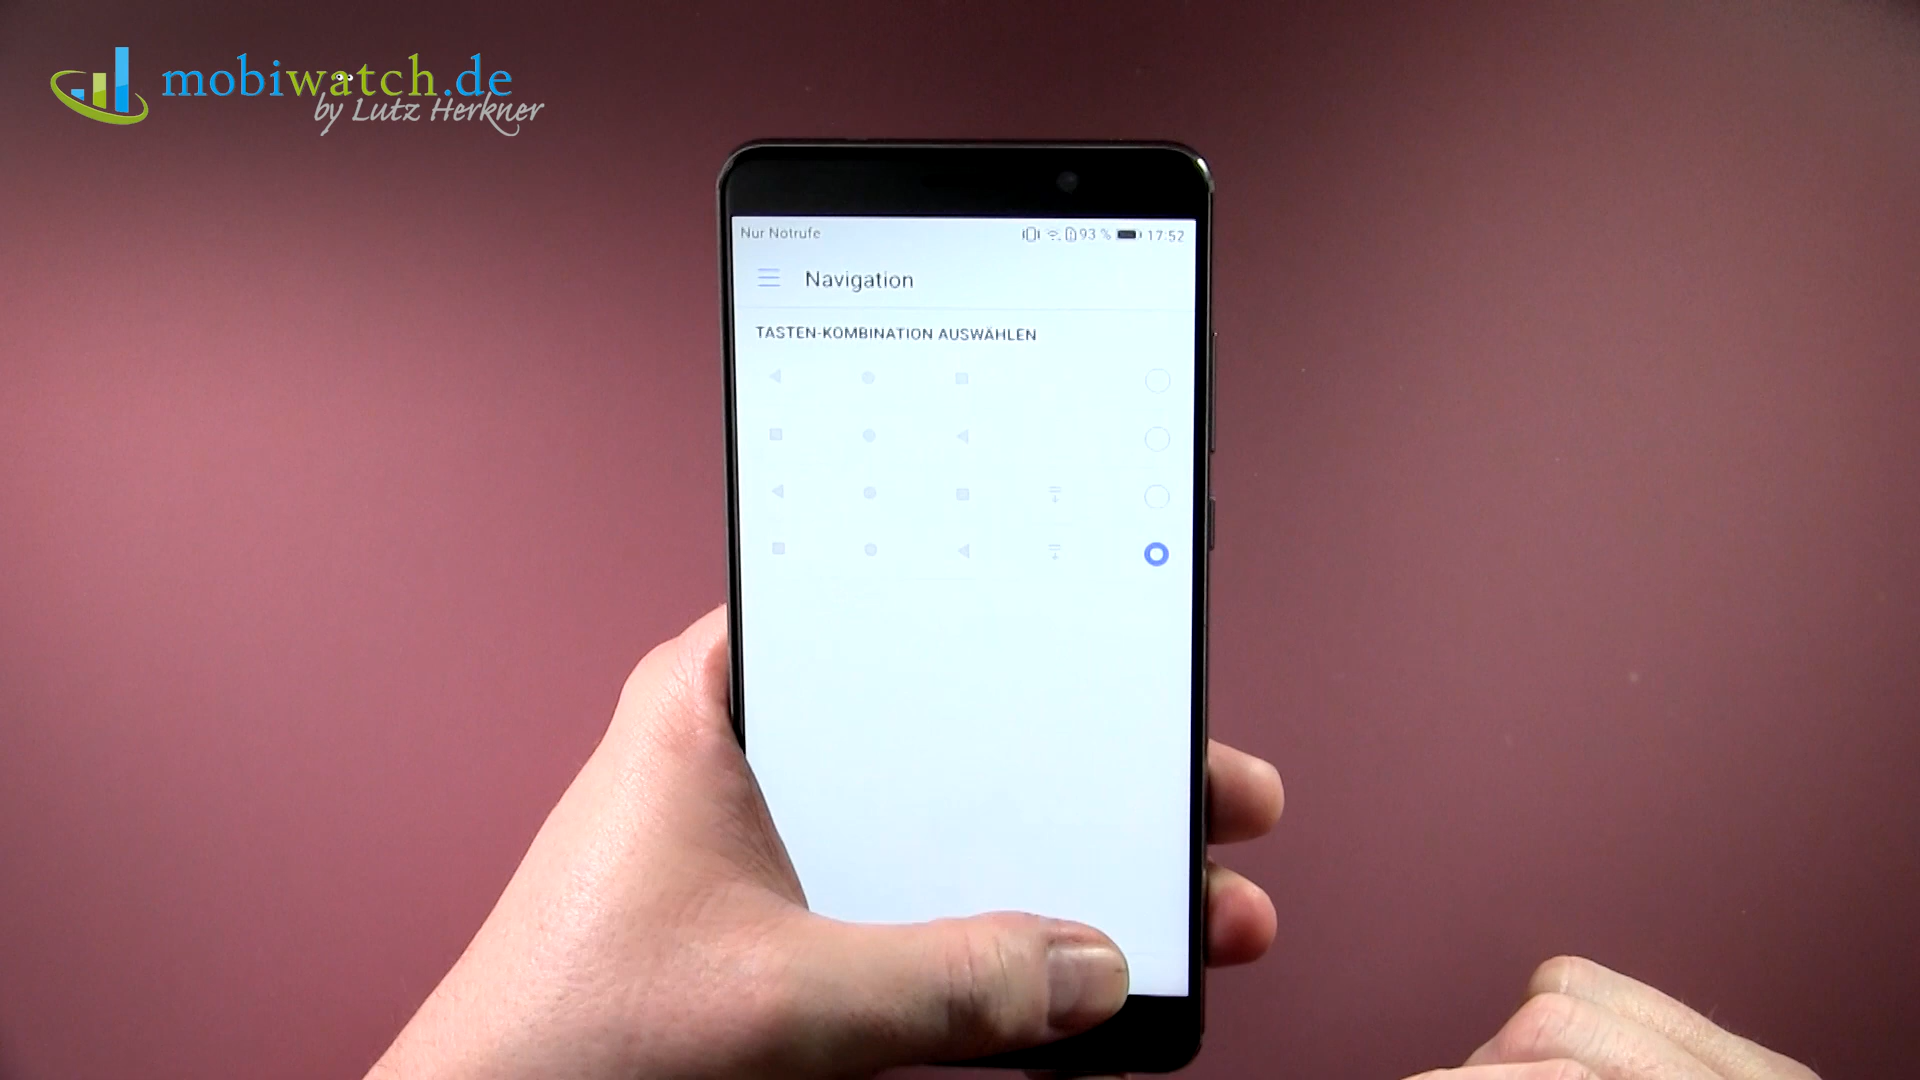 mobiwatch.de
by Lutz Herkner
Nur Notrufe 93 % 17:52
Navigation
TASTEN-KOMBINATION AUSWÄHLEN